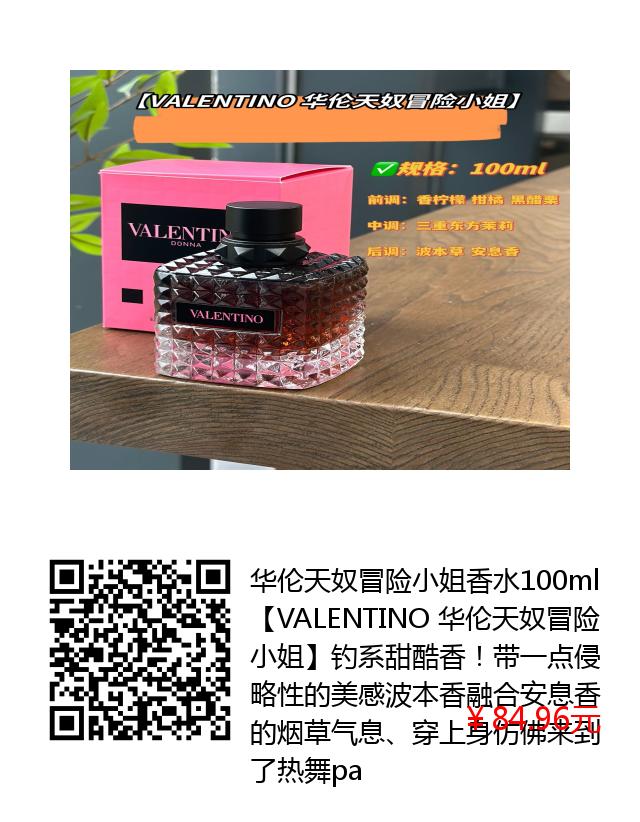 【VALENTINO 华伦天奴冒险小姐】
✅规格：100ml
前调：香柠檬 柑橘 黑醋栗
中调：三重东方茉莉
后调：波本草 安息香
VALENTIN
DONNA
VALENTINO
华伦天奴冒险小姐香水100ml
【VALENTINO 华伦天奴冒险
小姐】钓系甜酷香！带一点侵
略性的美感波本香融合安息香
¥ 84.96元
的烟草气息、穿上身仿佛来到
了热舞pa